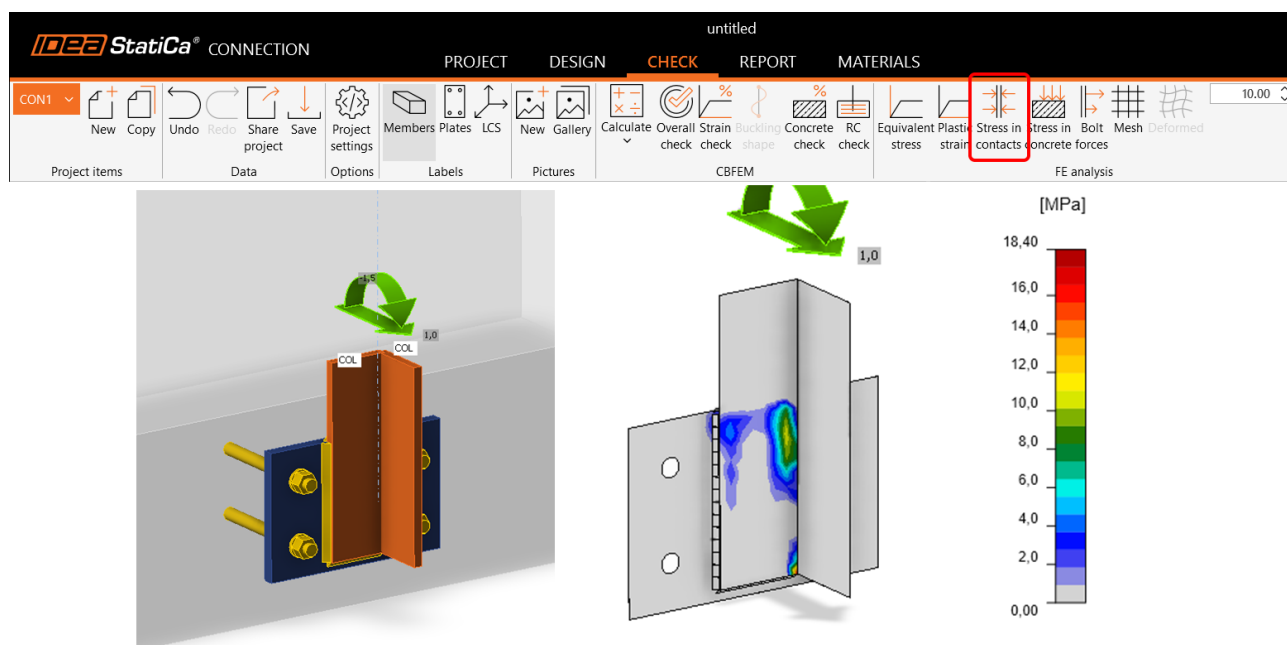 untitled
IDEA StatiCa® CONNECTION
PROJECT DESIGN CHECK REPORT MATERIALS
CON1
10.00
New Copy Undo Redo Share project Save Project settings Members Plates LCS New Gallery Calculate Overall check Strain check Buckling shape Concrete check RC check Equivalent stress Plastic strain Stress in contacts Stress in concrete Bolt forces Mesh Deformed
Project items Data Options Labels Pictures CBFEM FE analysis
[MPa]
18,40
16,0
14,0
12,0
10,0
8,0
6,0
4,0
2,0
0,00
-1,5
1,0
COL
COL
1,0